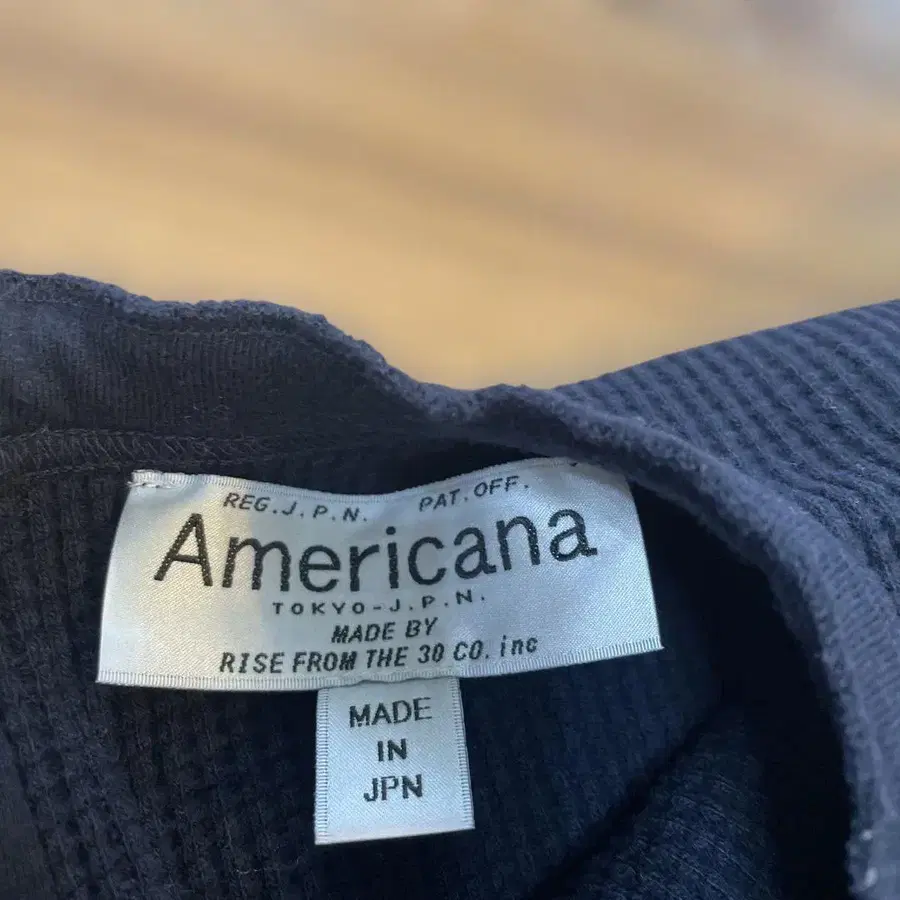 REG.J.P.N. PAT.OFF.
Americana
TOKYO-J.P.N.
MADE BY
RISE FROM THE 30 CO. inc
MADE
IN
JPN